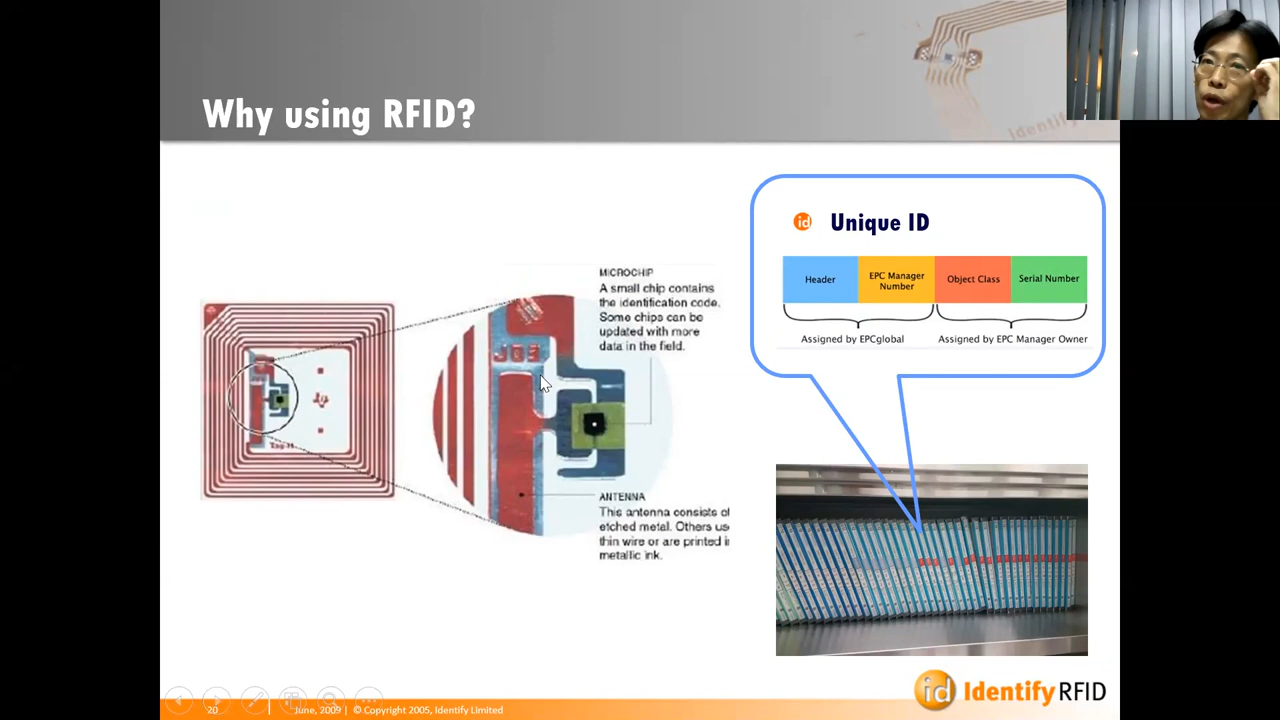 Why using RFID?
Identify
id Unique ID
Header
EPC Manager
Number
Object Class
Serial Number
Assigned by EPCglobal
Assigned by EPC Manager Owner
MICROCHIP
A small chip contains
the identification code.
Some chips can be
updated with more
data in the field.
ANTENNA
This antenna consists of
etched metal. Others use
thin wire or are printed in
metallic ink.
20
June, 2009 | © Copyright 2005, Identify Limited
id Identify RFID